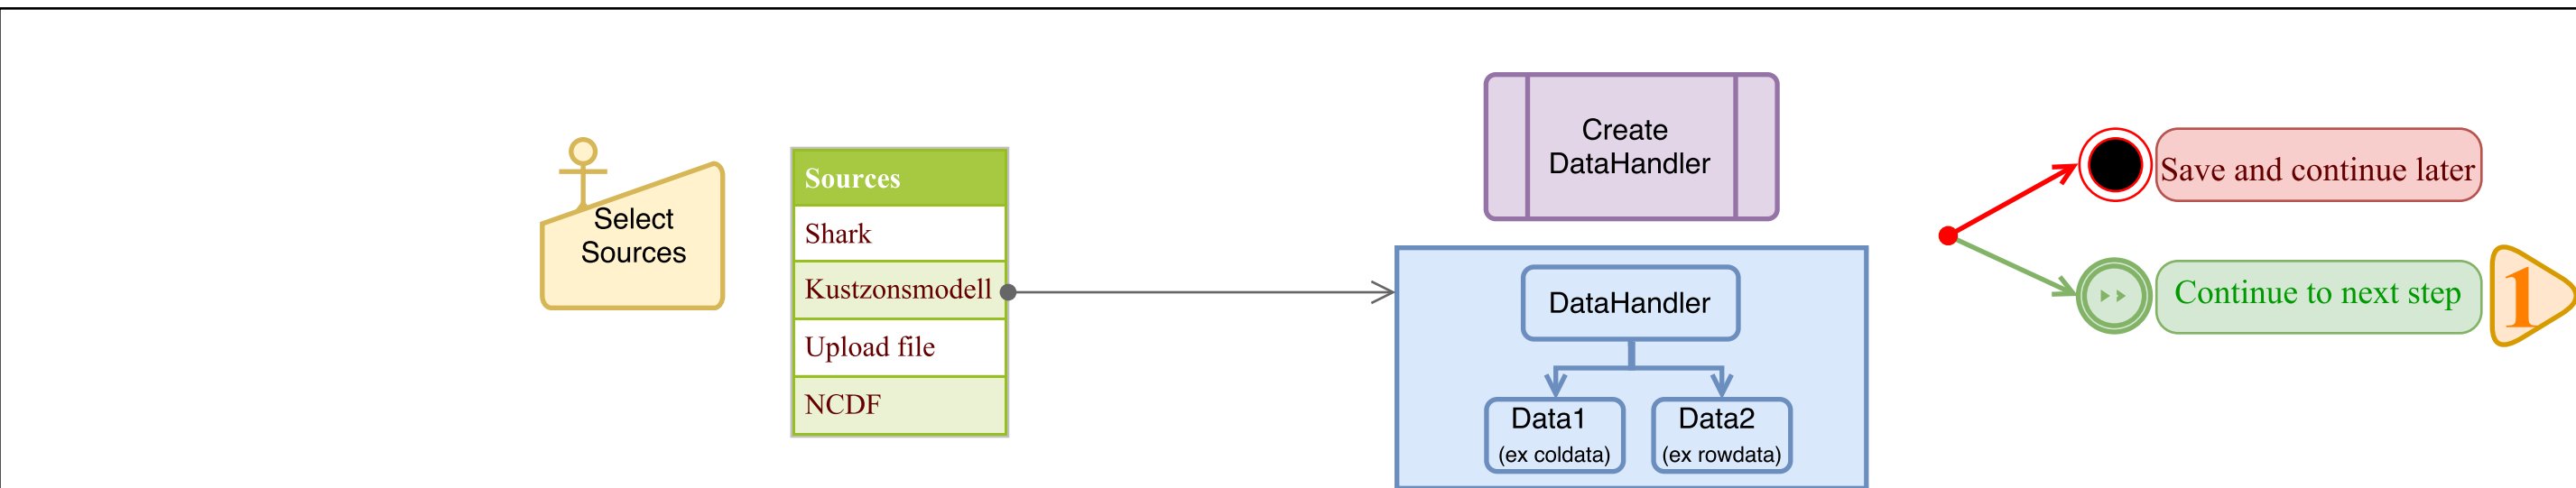 Select
Sources
Sources
Shark
Kustzonsmodell
Upload file
NCDF
Create
DataHandler
DataHandler
Data1
(ex coldata)
Data2
(ex rowdata)
Save and continue later
Continue to next step
1